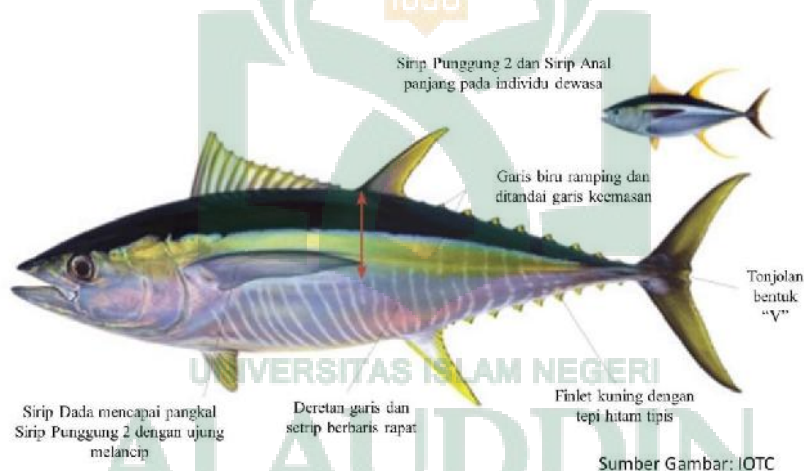 Sirip Punggung 2 dan Sirip Anal
panjang pada individu dewasa
Garis biru ramping dan
ditandai garis keemasan
Tonjolan
bentuk
“V”
UNIVERSITAS ISLAM NEGERI
Finlet kuning dengan
tepi hitam tipis
Deretan garis dan
setrip berbaris rapat
Sirip Dada mencapai pangkal
Sirip Punggung 2 dengan ujung
melancip
ALAUDDIN
Sumber Gambar: IOTC